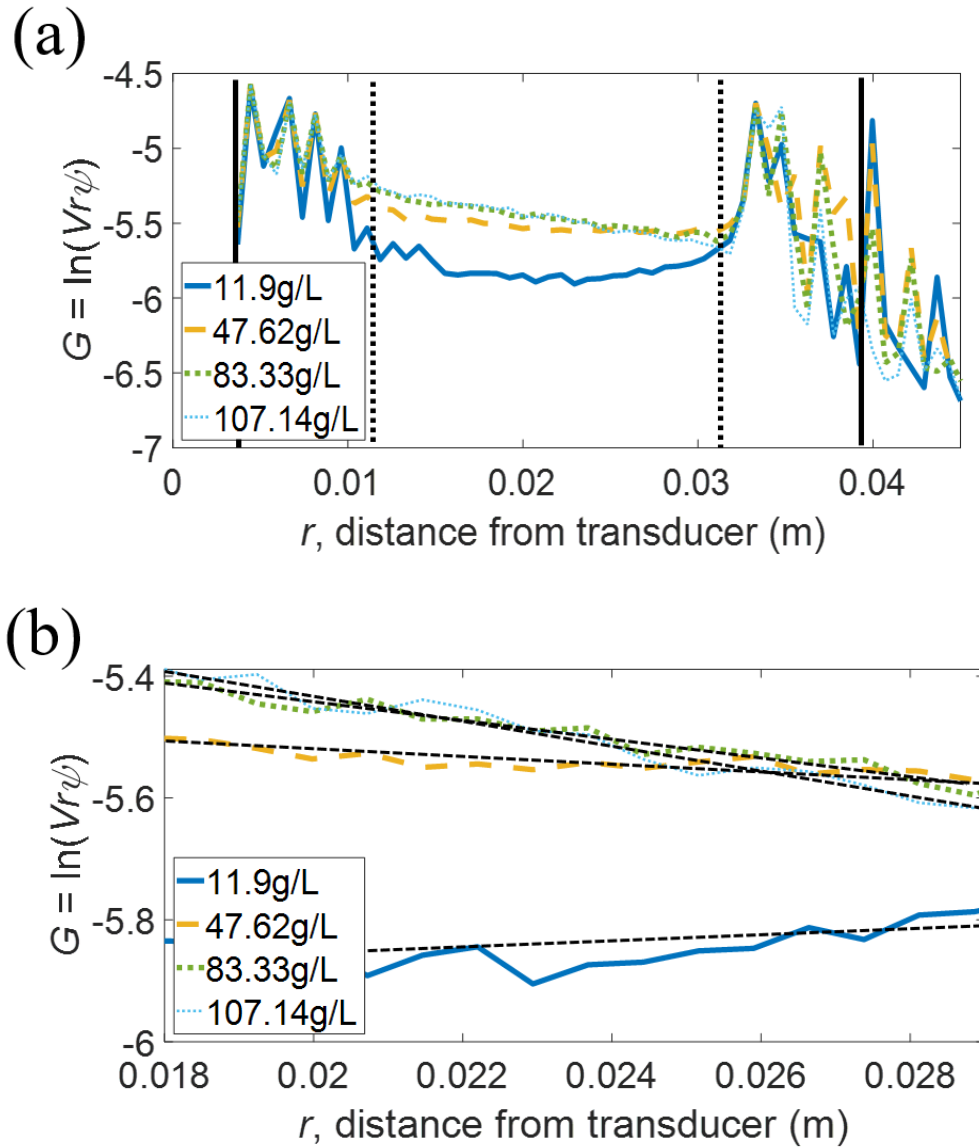 (a)
-4.5
-5
-5.5
-6
-6.5
-7
G = ln(Vrψ)
11.9g/L
47.62g/L
83.33g/L
107.14g/L
0 0.01 0.02 0.03 0.04
r, distance from transducer (m)
(b)
-5.4
-5.6
-5.8
-6
G = ln(Vrψ)
11.9g/L
47.62g/L
83.33g/L
107.14g/L
0.018 0.02 0.022 0.024 0.026 0.028
r, distance from transducer (m)